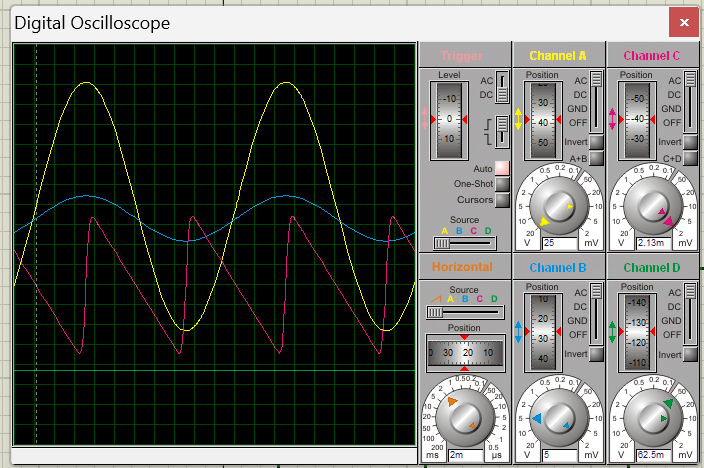 Digital Oscilloscope
Trigger
Level
AC
DC
-10
0
10
Auto
One-Shot
Cursors
Source
A B C D
Channel A
Position
AC
DC
GND
OFF
30
40
50
Invert
A+B
V
25
mV
Channel C
Position
AC
DC
GND
OFF
-50
-40
-30
Invert
C+D
V
2.13m
mV
Horizontal
Source
A B C D
Position
0 30 20 10
ms
2m
µs
Channel B
Position
AC
DC
GND
OFF
10
20
30
40
Invert
V
5
mV
Channel D
Position
AC
DC
GND
OFF
-140
-130
-120
-110
Invert
V
62.5m
mV